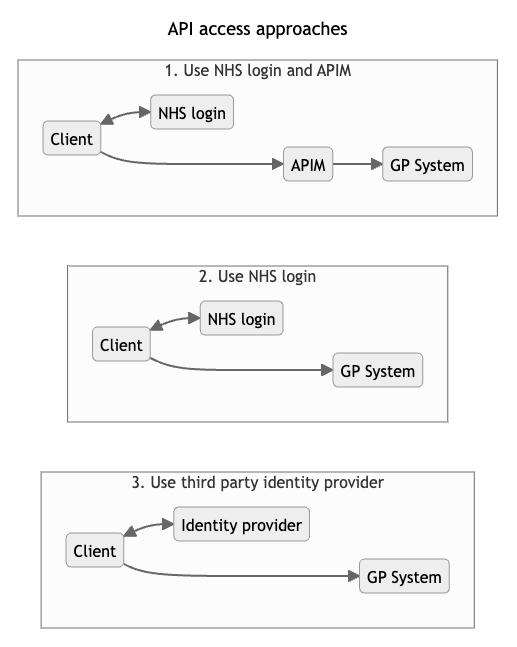 API access approaches
1. Use NHS login and APIM
NHS login
Client
APIM
GP System
2. Use NHS login
NHS login
Client
GP System
3. Use third party identity provider
Identity provider
Client
GP System